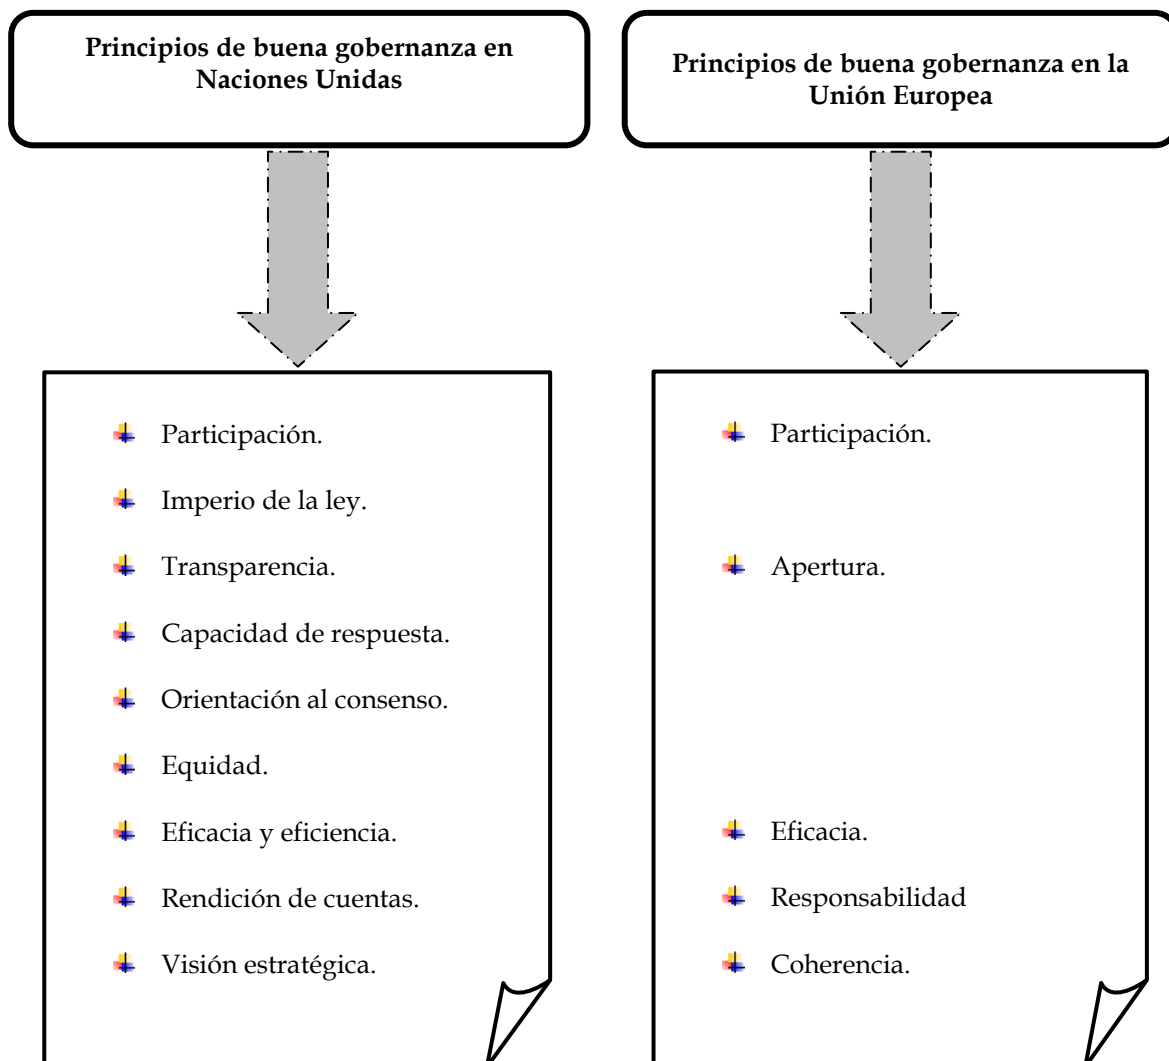 Principios de buena gobernanza en
Naciones Unidas
Principios de buena gobernanza en la
Unión Europea
Participación.
Imperio de la ley.
Transparencia.
Capacidad de respuesta.
Orientación al consenso.
Equidad.
Eficacia y eficiencia.
Rendición de cuentas.
Visión estratégica.
Participación.
Apertura.
Eficacia.
Responsabilidad
Coherencia.